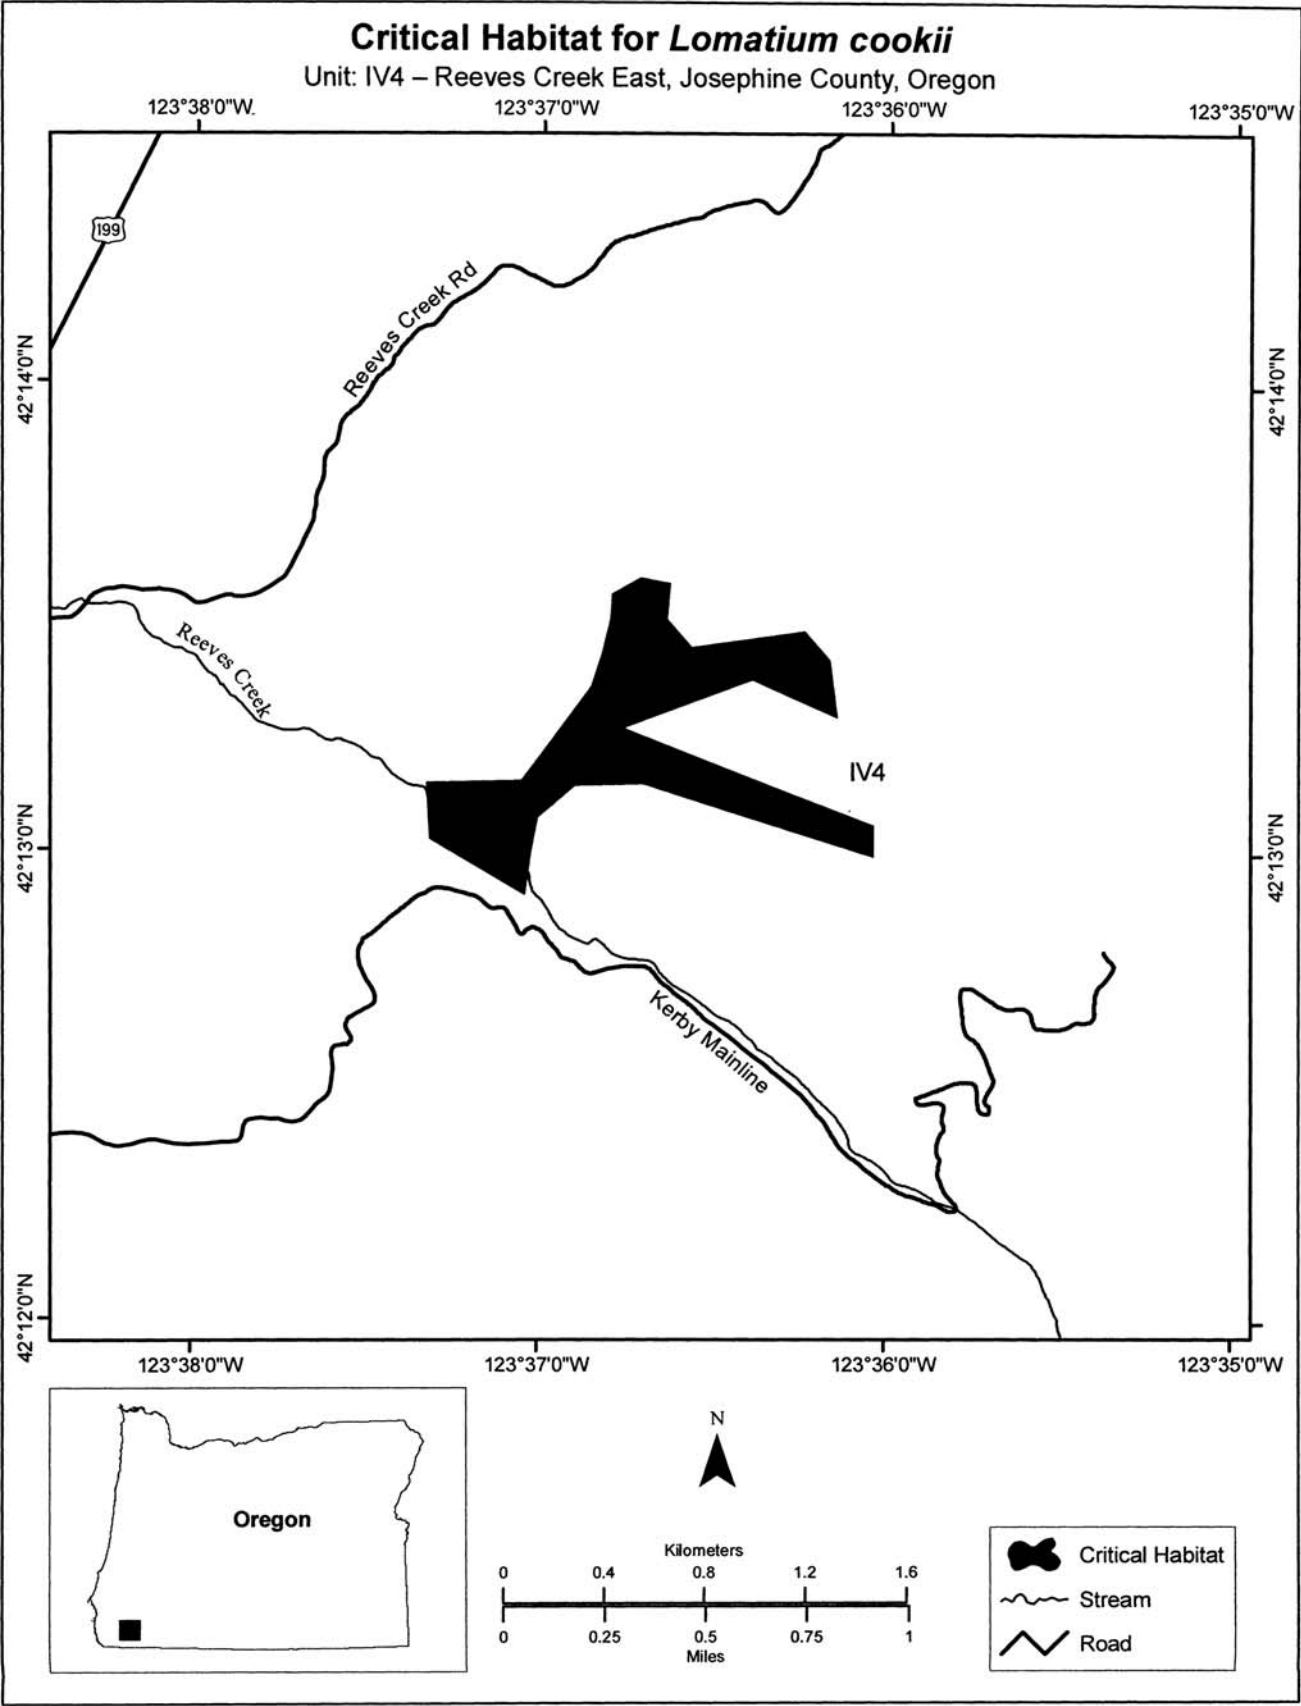 Critical Habitat for Lomatium cookii
Unit: IV4 – Reeves Creek East, Josephine County, Oregon
123°38'0"W
123°37'0"W
123°36'0"W
123°35'0"W
199
Reeves Creek Rd
42°14'0"N
42°14'0"N
Reeves Creek
IV4
42°13'0"N
42°13'0"N
Kerby Mainline
42°12'0"N
123°38'0"W
123°37'0"W
123°36'0"W
123°35'0"W
N
Oregon
Kilometers
0 0.4 0.8 1.2 1.6
0 0.25 0.5 0.75 1
Miles
Critical Habitat
Stream
Road